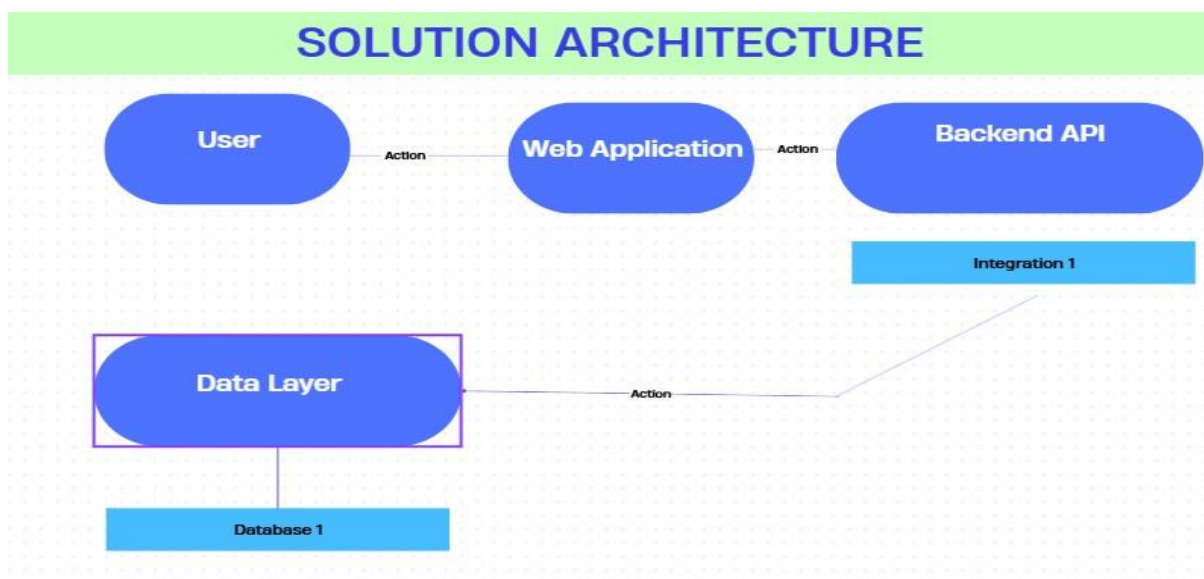 SOLUTION ARCHITECTURE
User
Action
Web Application
Action
Backend API
Integration 1
Data Layer
Action
Database 1